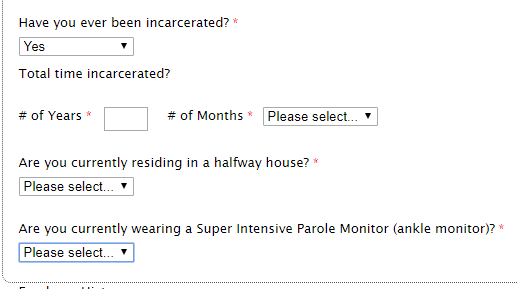 Have you ever been incarcerated? *
Yes
Total time incarcerated?
# of Years * # of Months * Please select...
Are you currently residing in a halfway house? *
Please select...
Are you currently wearing a Super Intensive Parole Monitor (ankle monitor)? *
Please select...